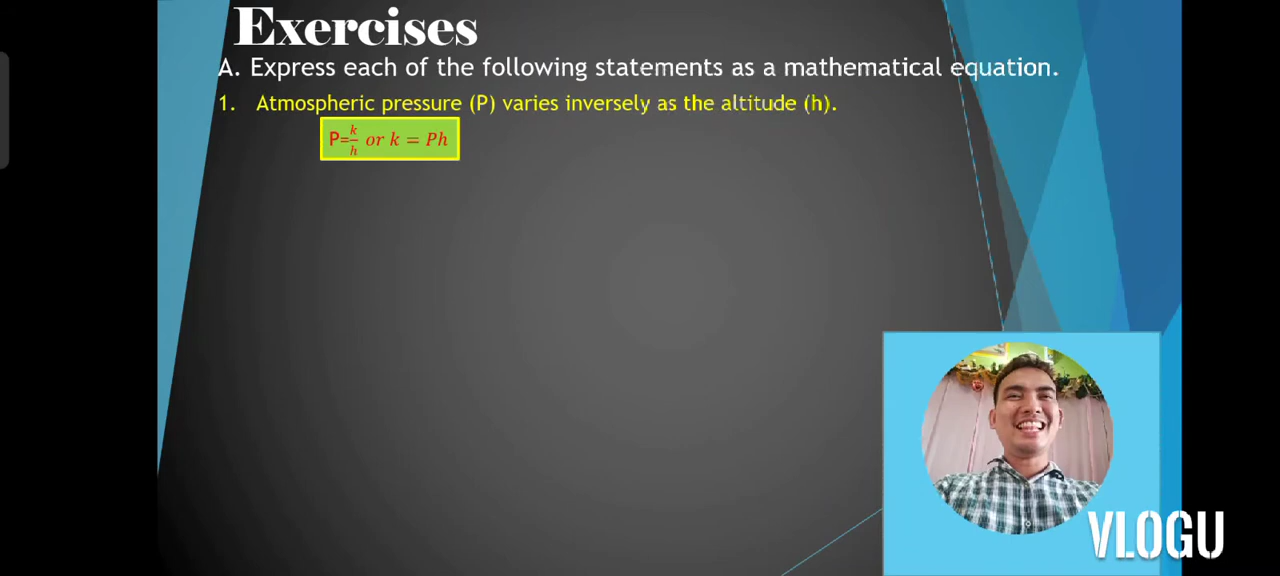 Exercises
A. Express each of the following statements as a mathematical equation.
1. Atmospheric pressure (P) varies inversely as the altitude (h).
P=k/h or k = Ph
VLOGU